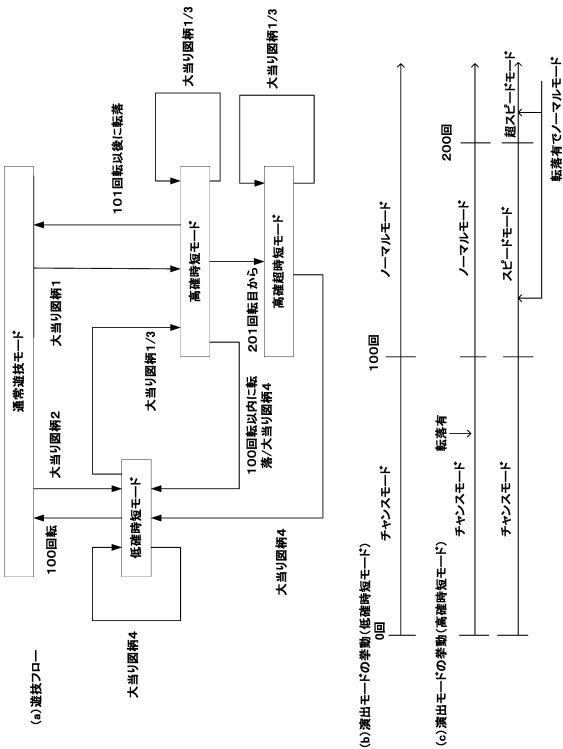 (a)遊技フロー
通常遊技モード
100回転
大当り図柄2
大当り図柄1
101回転以後に転落
大当り図柄4
低確時短モード
大当り図柄1/3
高確時短モード
大当り図柄1/3
100回転以内に転
落/大当り図柄4
201回転目から
高確超時短モード
大当り図柄1/3
大当り図柄4
(b)演出モードの挙動(低確時短モード)
0回
100回
200回
チャンスモード
ノーマルモード
(c)演出モードの挙動(高確時短モード)
転落有
チャンスモード
ノーマルモード
チャンスモード
スピードモード
超スピードモード
転落有でノーマルモード